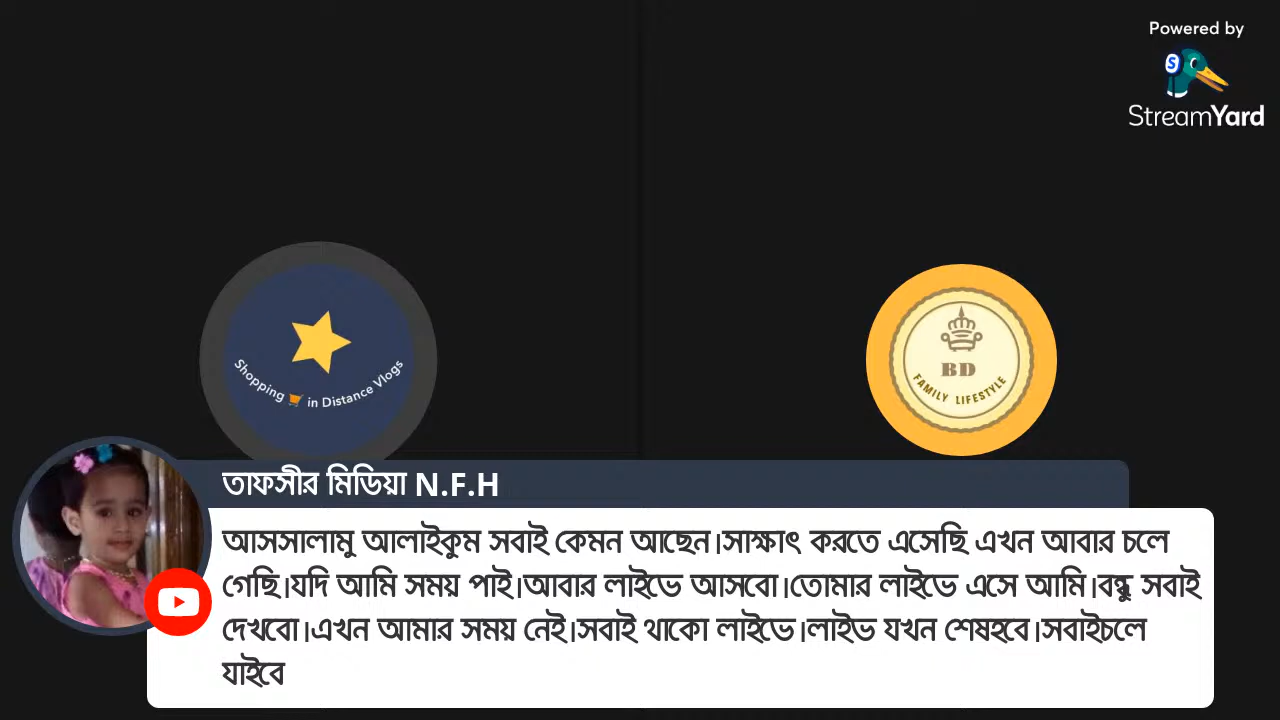 Powered by
StreamYard
Shopping 🛒 in Distance Vlogs
BD
FAMILY LIFESTYLE
তাফসীর মিডিয়া N.F.H
আসসালামু আলাইকুম সবাই কেমন আছেন।সাক্ষাৎ করতে এসেছি এখন আবার চলে
গেছি।যদি আমি সময় পাই।আবার লাইভে আসবো।তোমার লাইভে এসে আমি।বন্ধু সবাই
দেখবো।এখন আমার সময় নেই।সবাই থাকো লাইভে।লাইভ যখন শেষহবে।সবাইচলে
যাইবে